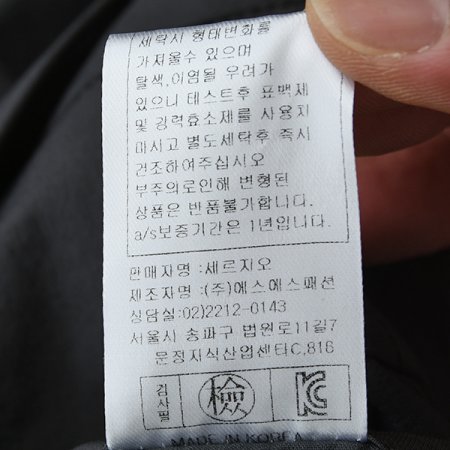 세탁시 형태변화를
가져올수 있으며
탈색,이염될 우려가
있으니 테스트후 표백제
및 강력효소제를 사용치
마시고 별도세탁후 즉시
건조하여주십시오
부주의로인해 변형된
상품은 반품불가합니다.
a/s보증기간은 1년입니다.
판매자명 :세르지오
제조자명 :(주)에스에스패션
상담실:02)2212-0143
서울시 송파구 법원로11길7
문정지식산업센타C,816
검사필 檢 KC
MADE IN KOREA